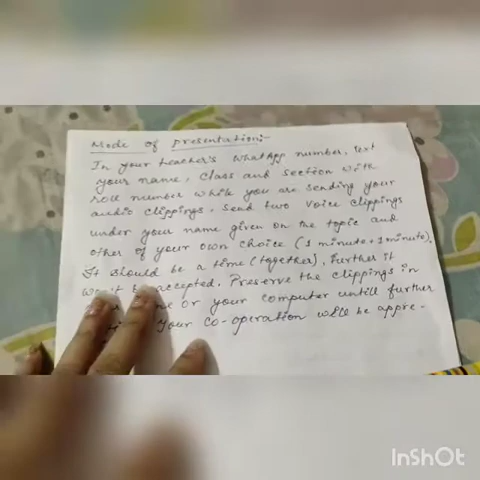 Mode of presentation:-
In your teacher's WhatApp number, text
your name, class and section with
roll number while you are sending your
audio clippings. Send two voice clippings
under your name given on the topic and
other of your own choice (1 minute + 1 minute).
It should be a time (together), further it
won't be accepted. Preserve the clippings in
or your computer untill further
your co-operation will be appre-
InShOt